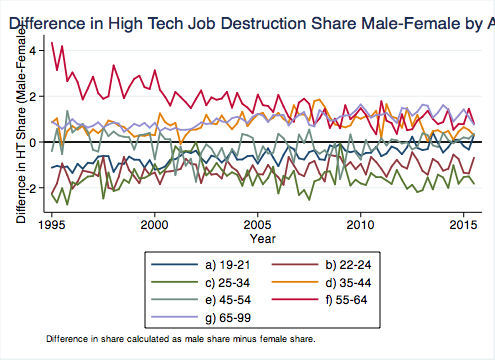 Difference in High Tech Job Destruction Share Male-Female by A
Difference in HT Share (Male-Female
4
2
0
-2
1995
2000
2005
2010
2015
Year
a) 19-21
b) 22-24
c) 25-34
d) 35-44
e) 45-54
f) 55-64
g) 65-99
Difference in share calculated as male share minus female share.